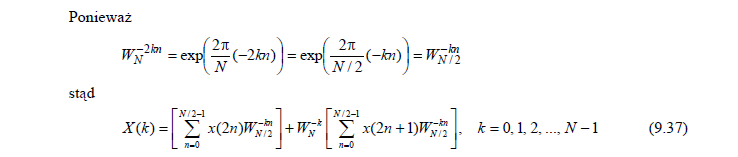 Ponieważ
W_N^{-2kn} = exp(2π/N (-2kn)) = exp(2π/(N/2) (-kn)) = W_{N/2}^{-kn}
stąd
X(k) = [∑_{n=0}^{N/2-1} x(2n)W_{N/2}^{-kn}] + W_N^{-k} [∑_{n=0}^{N/2-1} x(2n+1)W_{N/2}^{-kn}], k = 0, 1, 2, ..., N-1 (9.37)